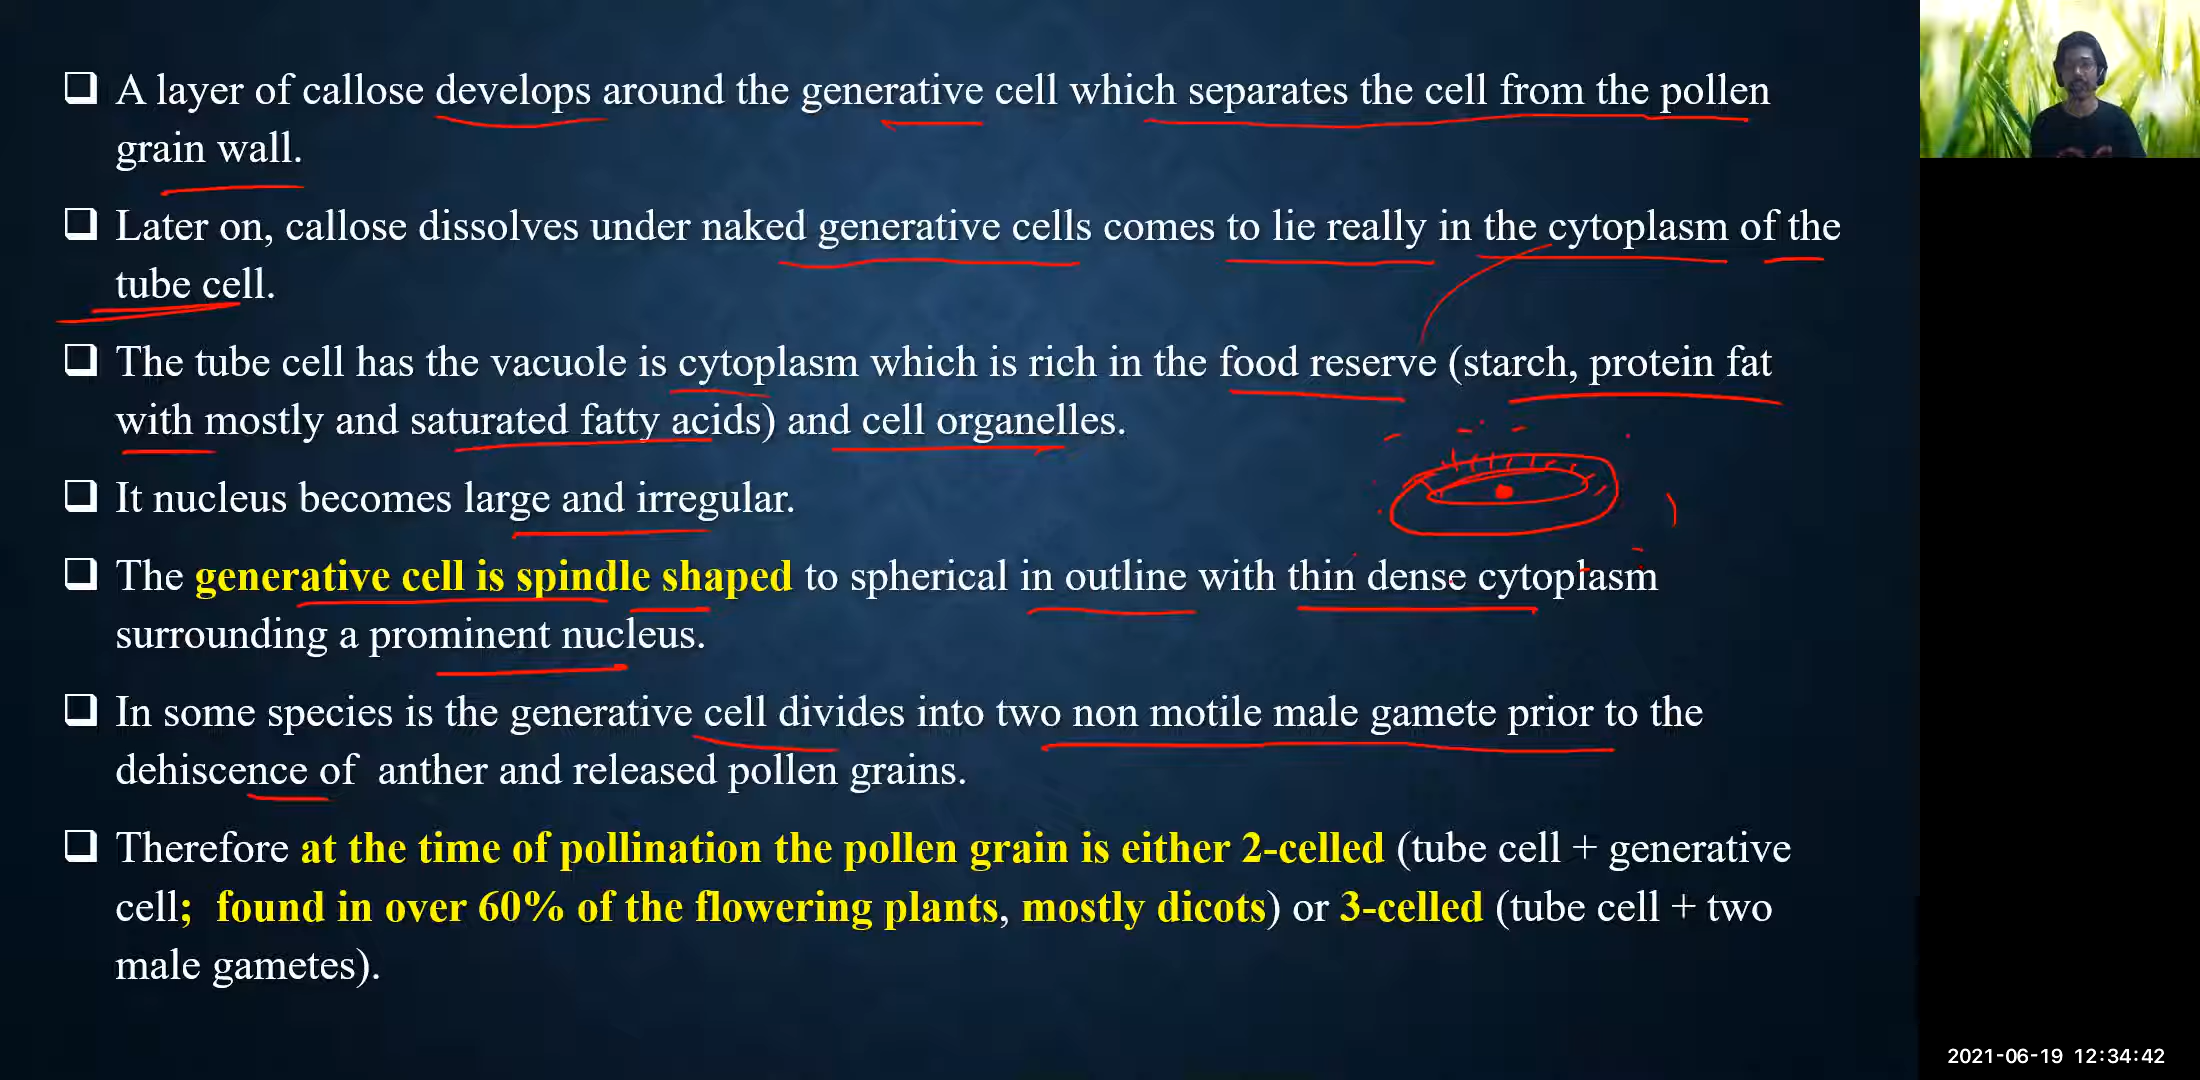 ❑ A layer of callose develops around the generative cell which separates the cell from the pollen
grain wall.
❑ Later on, callose dissolves under naked generative cells comes to lie really in the cytoplasm of the
tube cell.
❑ The tube cell has the vacuole is cytoplasm which is rich in the food reserve (starch, protein fat
with mostly and saturated fatty acids) and cell organelles.
❑ It nucleus becomes large and irregular.
❑ The generative cell is spindle shaped to spherical in outline with thin dense cytoplasm
surrounding a prominent nucleus.
❑ In some species is the generative cell divides into two non motile male gamete prior to the
dehiscence of  anther and released pollen grains.
❑ Therefore at the time of pollination the pollen grain is either 2-celled (tube cell + generative
cell;  found in over 60% of the flowering plants, mostly dicots) or 3-celled (tube cell + two
male gametes).
2021-06-19 12:34:42